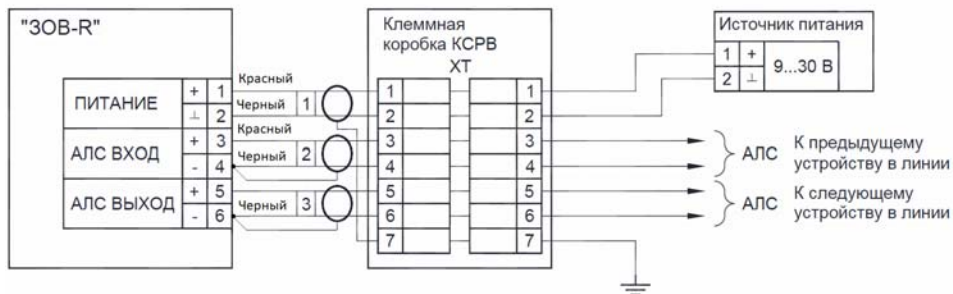 "ЗОВ-R"
Клеммная
коробка КСРВ
ХТ
Источник питания
1 +
2 ⊥
9...30 В
ПИТАНИЕ
+ 1
⊥ 2
АЛС ВХОД
+ 3
- 4
АЛС ВЫХОД
+ 5
- 6
Красный
Черный 1
Красный
Черный 2
Черный 3
1 1
2 2
3 3
4 4
5 5
6 6
7 7
АЛС
К предыдущему
устройству в линии
АЛС
К следующему
устройству в линии